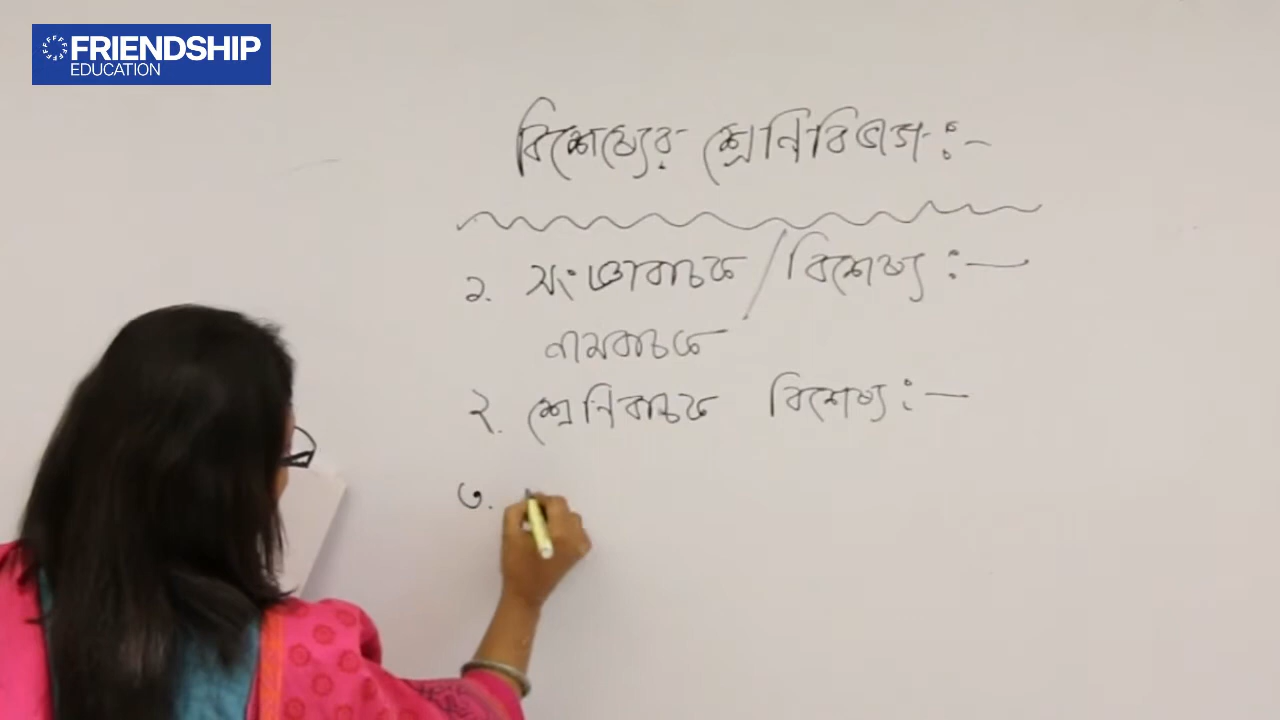 FRIENDSHIP
EDUCATION
বিশেষ্যের শ্রেনিবিভাগ :-
১. সংজ্ঞাবাচক / বিশেষ্য :—
নামবাচক
২. শ্রেনিবাচক বিশেষ্য :—
৩.